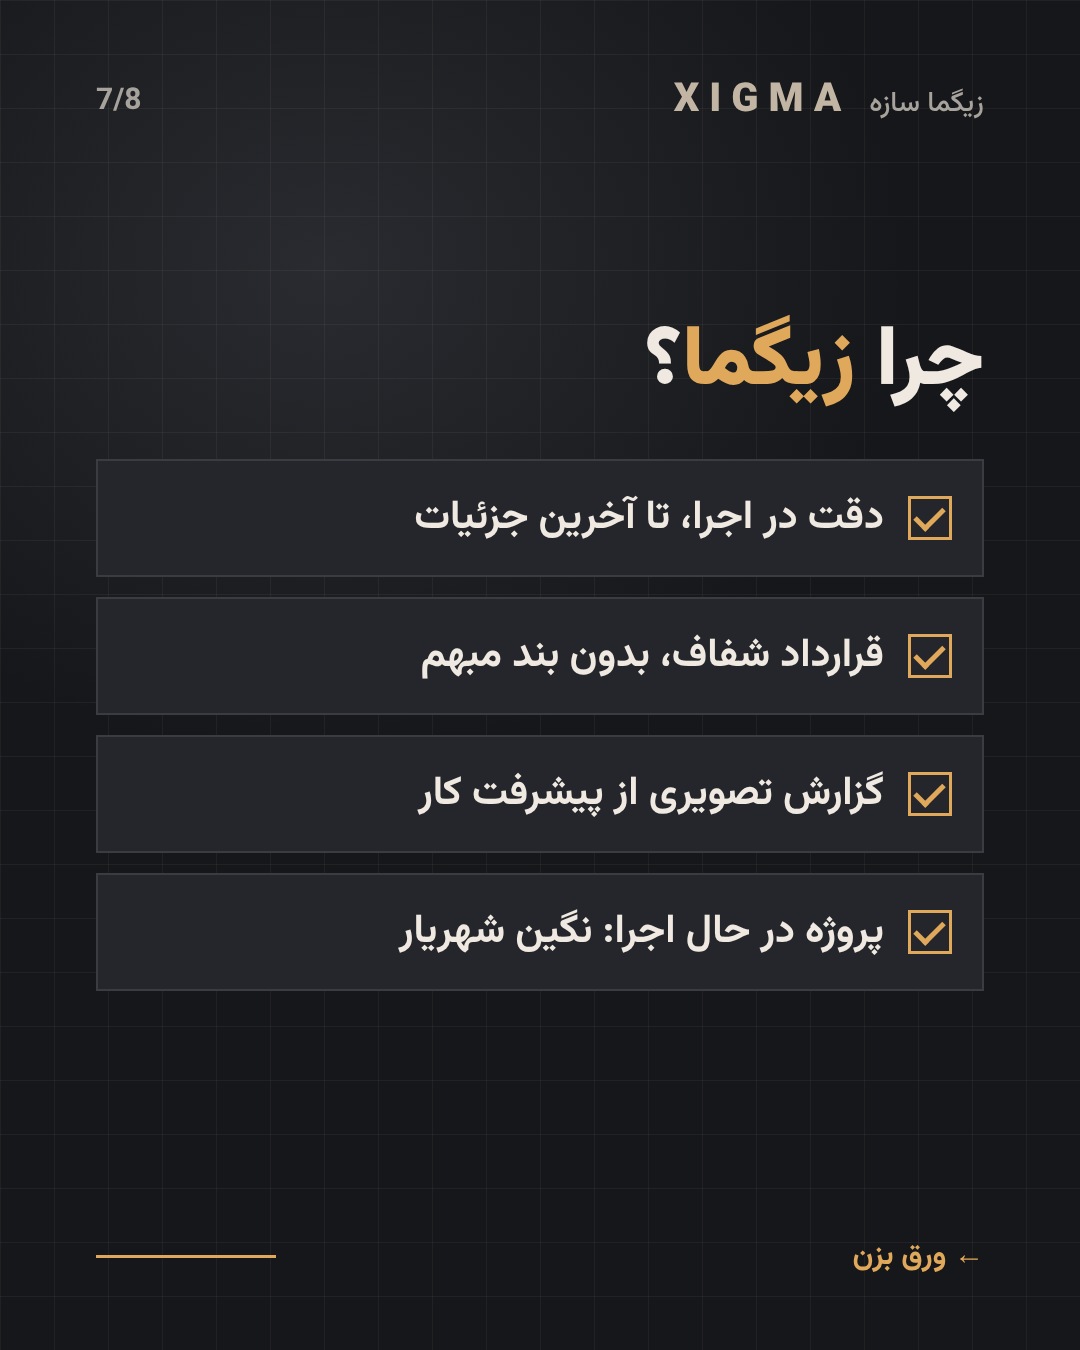 زیگما سازه XIGMA
7/8
چرا زیگما؟
دقت در اجرا، تا آخرین جزئیات
قرارداد شفاف، بدون بند مبهم
گزارش تصویری از پیشرفت کار
پروژه در حال اجرا: نگین شهریار
← ورق بزن